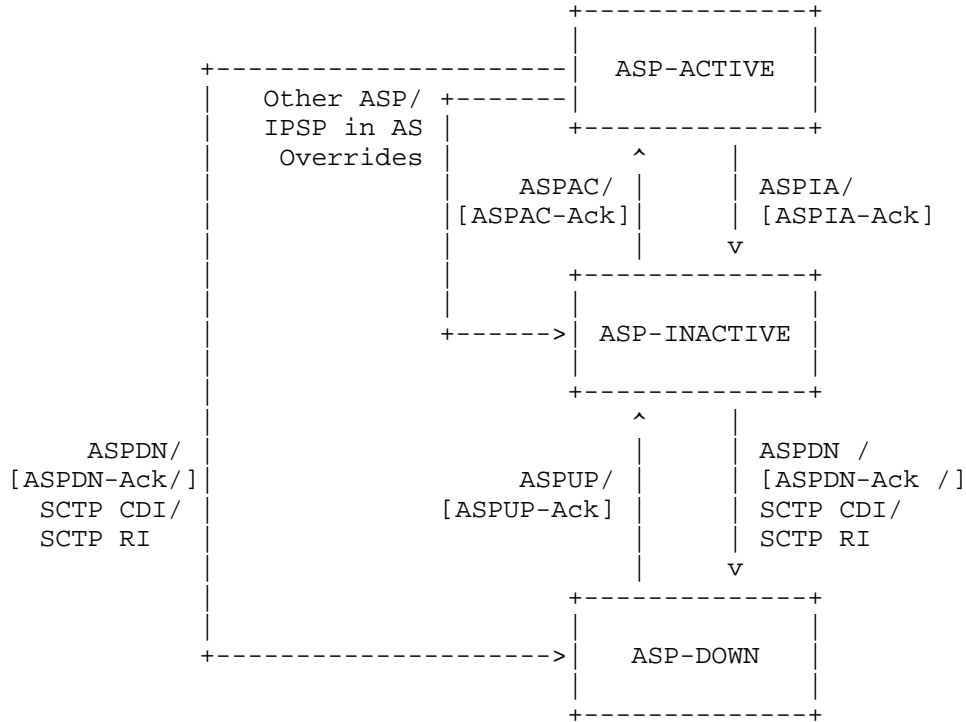 ASP-ACTIVE
Other ASP/
IPSP in AS
Overrides
ASPAC/ ASPIA/
[ASPAC-Ack] [ASPIA-Ack]
ASP-INACTIVE
ASPDN/ ASPDN /
[ASPDN-Ack/] ASPUP/ [ASPDN-Ack /]
SCTP CDI/ [ASPUP-Ack] SCTP CDI/
SCTP RI SCTP RI
ASP-DOWN